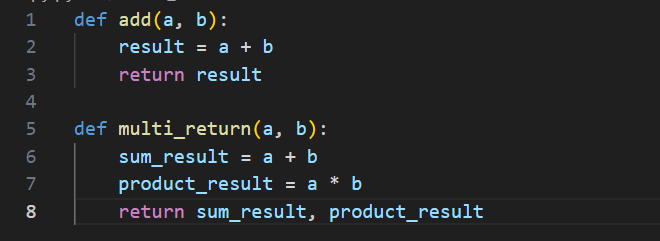 1 def add(a, b):
2     result = a + b
3     return result
4
5 def multi_return(a, b):
6     sum_result = a + b
7     product_result = a * b
8     return sum_result, product_result